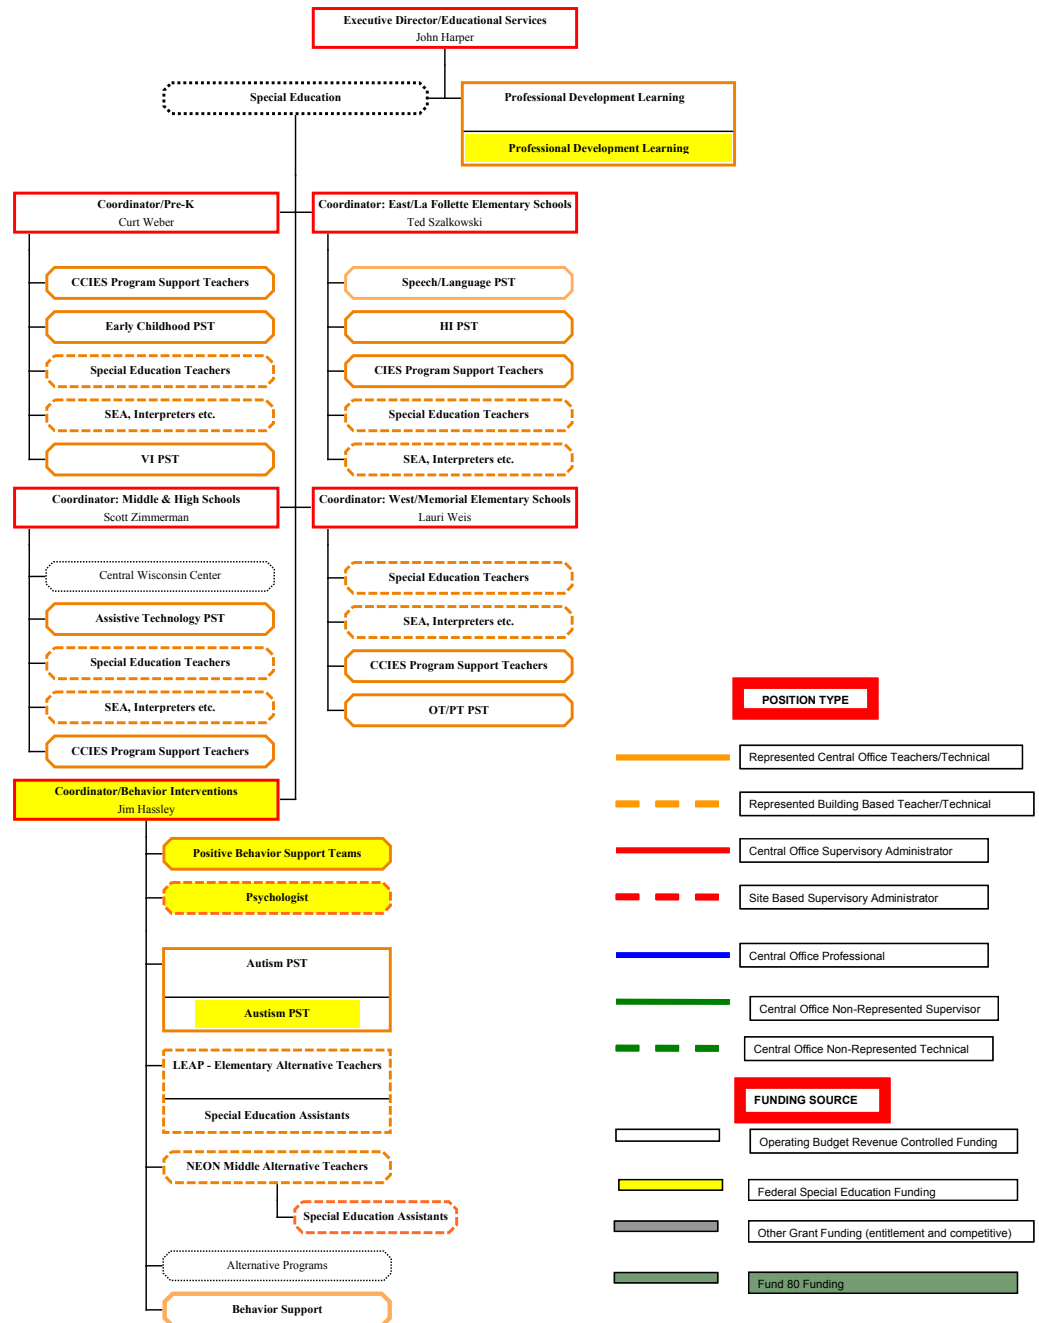 Executive Director/Educational Services
John Harper
Special Education
Professional Development Learning
Professional Development Learning
Coordinator/Pre-K
Curt Weber
Coordinator: East/La Follette Elementary Schools
Ted Szalkowski
CCIES Program Support Teachers
Early Childhood PST
Special Education Teachers
SEA, Interpreters etc.
VI PST
Speech/Language PST
HI PST
CIES Program Support Teachers
Special Education Teachers
SEA, Interpreters etc.
Coordinator: Middle & High Schools
Scott Zimmerman
Coordinator: West/Memorial Elementary Schools
Lauri Weis
Central Wisconsin Center
Assistive Technology PST
Special Education Teachers
SEA, Interpreters etc.
CCIES Program Support Teachers
Special Education Teachers
SEA, Interpreters etc.
CCIES Program Support Teachers
OT/PT PST
Coordinator/Behavior Interventions
Jim Hassley
Positive Behavior Support Teams
Psychologist
Autism PST
Austism PST
LEAP - Elementary Alternative Teachers
Special Education Assistants
NEON Middle Alternative Teachers
Special Education Assistants
Alternative Programs
Behavior Support
POSITION TYPE
Represented Central Office Teachers/Technical
Represented Building Based Teacher/Technical
Central Office Supervisory Administrator
Site Based Supervisory Administrator
Central Office Professional
Central Office Non-Represented Supervisor
Central Office Non-Represented Technical
FUNDING SOURCE
Operating Budget Revenue Controlled Funding
Federal Special Education Funding
Other Grant Funding (entitlement and competitive)
Fund 80 Funding